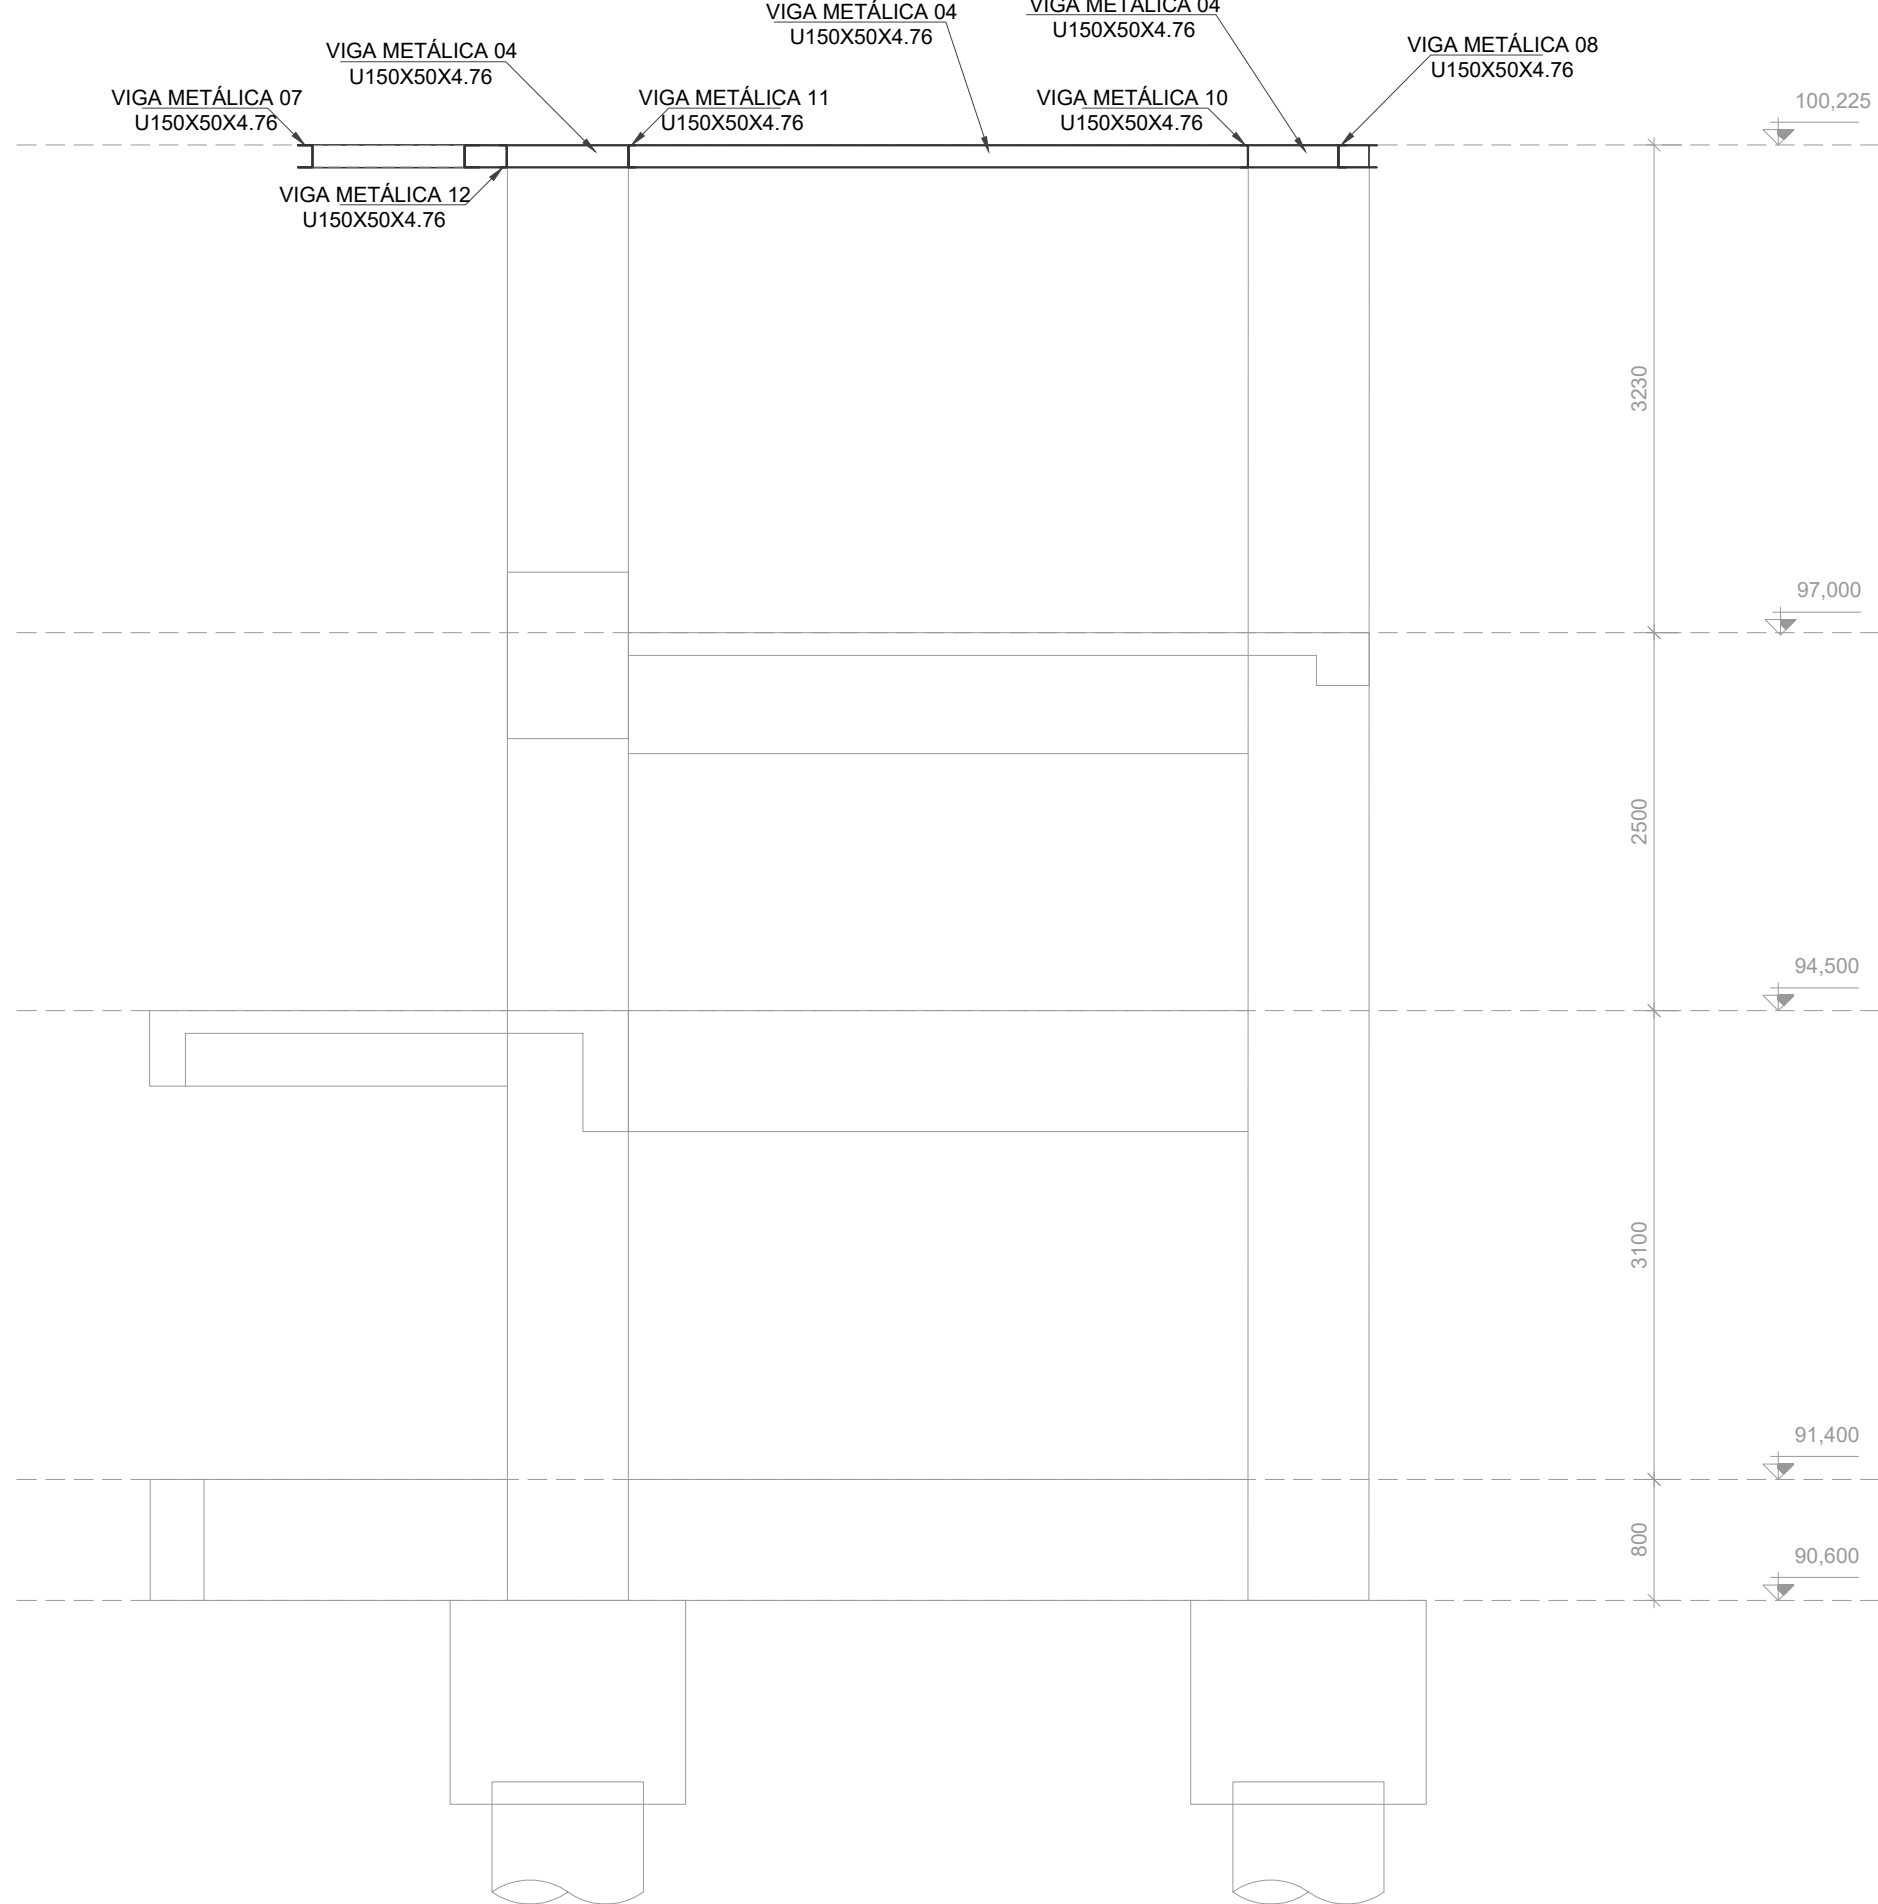 VIGA METÁLICA 04
U150X50X4.76
VIGA METÁLICA 04
U150X50X4.76
VIGA METÁLICA 04
U150X50X4.76
VIGA METÁLICA 08
U150X50X4.76
VIGA METÁLICA 07
U150X50X4.76
VIGA METÁLICA 11
U150X50X4.76
VIGA METÁLICA 10
U150X50X4.76
100,225
VIGA METÁLICA 12
U150X50X4.76
3230
97,000
2500
94,500
3100
91,400
800
90,600